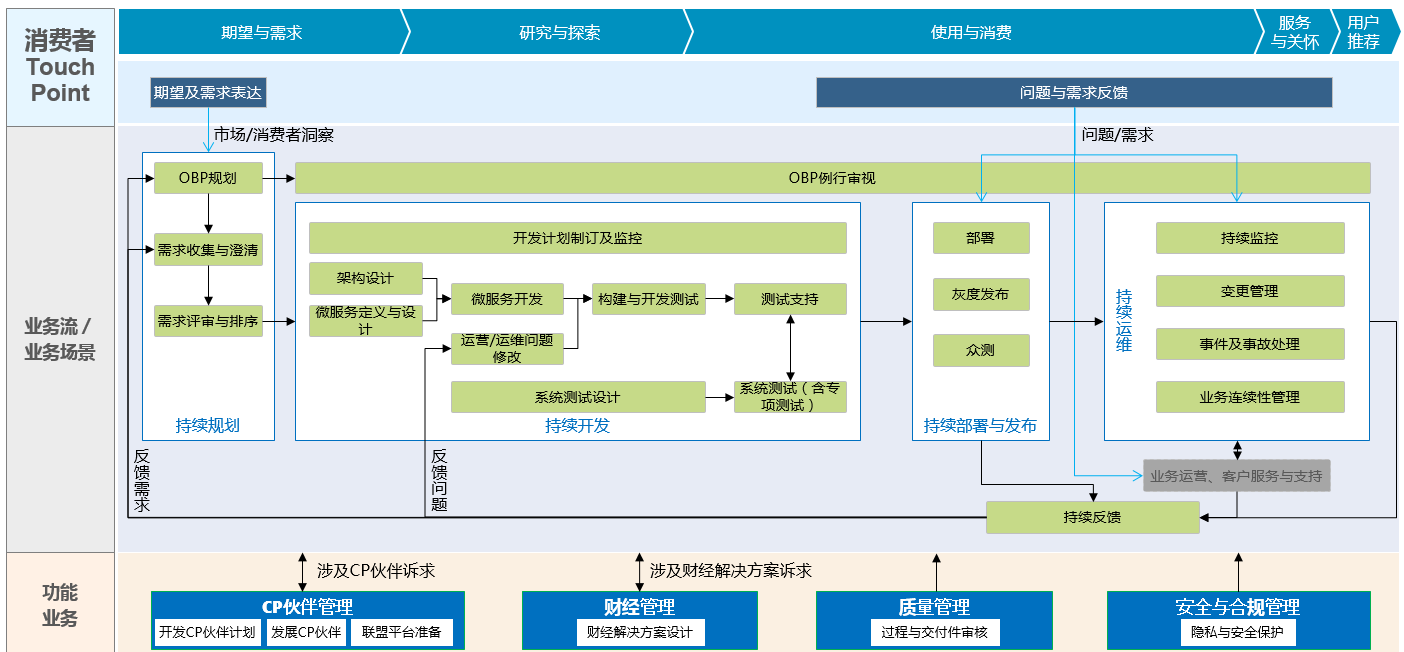 消费者
Touch
Point
期望与需求
研究与探索
使用与消费
服务
与关怀
用户
推荐
期望及需求表达
问题与需求反馈
业务流 /
业务场景
市场/消费者洞察
问题/需求
OBP规划
OBP例行审视
需求收集与澄清
需求评审与排序
持续规划
开发计划制订及监控
架构设计
微服务定义与设
计
微服务开发
构建与开发测试
测试支持
运营/运维问题
修改
系统测试设计
系统测试（含专
项测试）
持续开发
部署
灰度发布
众测
持续部署与发布
持续运维
持续监控
变更管理
事件及事故处理
业务连续性管理
反馈需求
反馈问题
业务运营、客户服务与支持
持续反馈
功能
业务
涉及CP伙伴诉求
涉及财经解决方案诉求
CP伙伴管理
开发CP伙伴计划
发展CP伙伴
联盟平台准备
财经管理
财经解决方案设计
质量管理
过程与交付件审核
安全与合规管理
隐私与安全保护